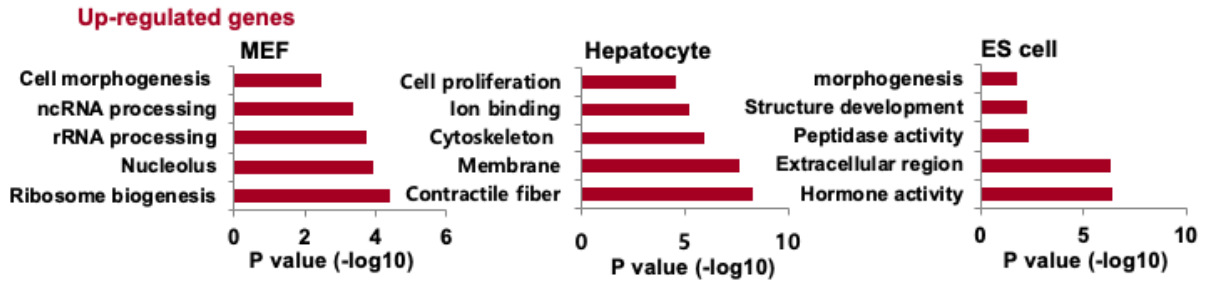 Up-regulated genes
MEF
Cell morphogenesis
ncRNA processing
rRNA processing
Nucleolus
Ribosome biogenesis
0 2 4 6
P value (-log10)
Hepatocyte
Cell proliferation
Ion binding
Cytoskeleton
Membrane
Contractile fiber
0 5 10
P value (-log10)
ES cell
morphogenesis
Structure development
Peptidase activity
Extracellular region
Hormone activity
0 5 10
P value (-log10)